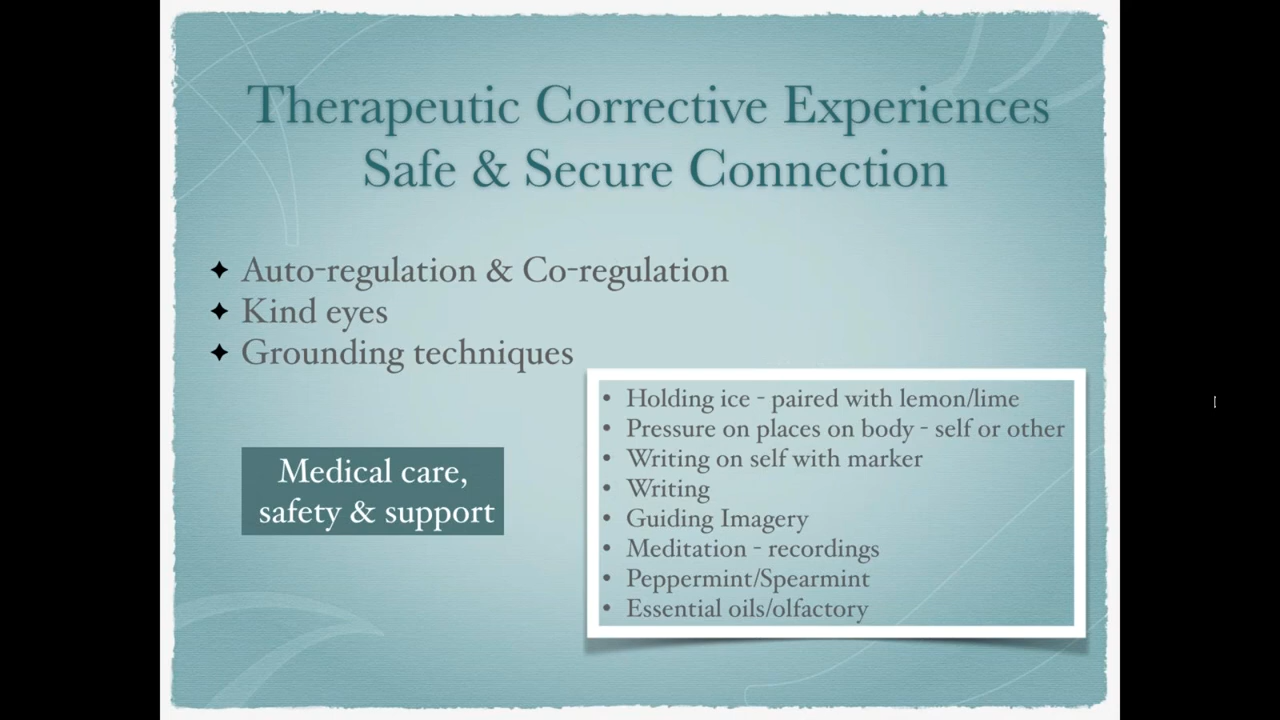 Therapeutic Corrective Experiences
Safe & Secure Connection
✦ Auto-regulation & Co-regulation
✦ Kind eyes
✦ Grounding techniques
• Holding ice - paired with lemon/lime
• Pressure on places on body - self or other
• Writing on self with marker
• Writing
• Guiding Imagery
• Meditation - recordings
• Peppermint/Spearmint
• Essential oils/olfactory
Medical care,
safety & support